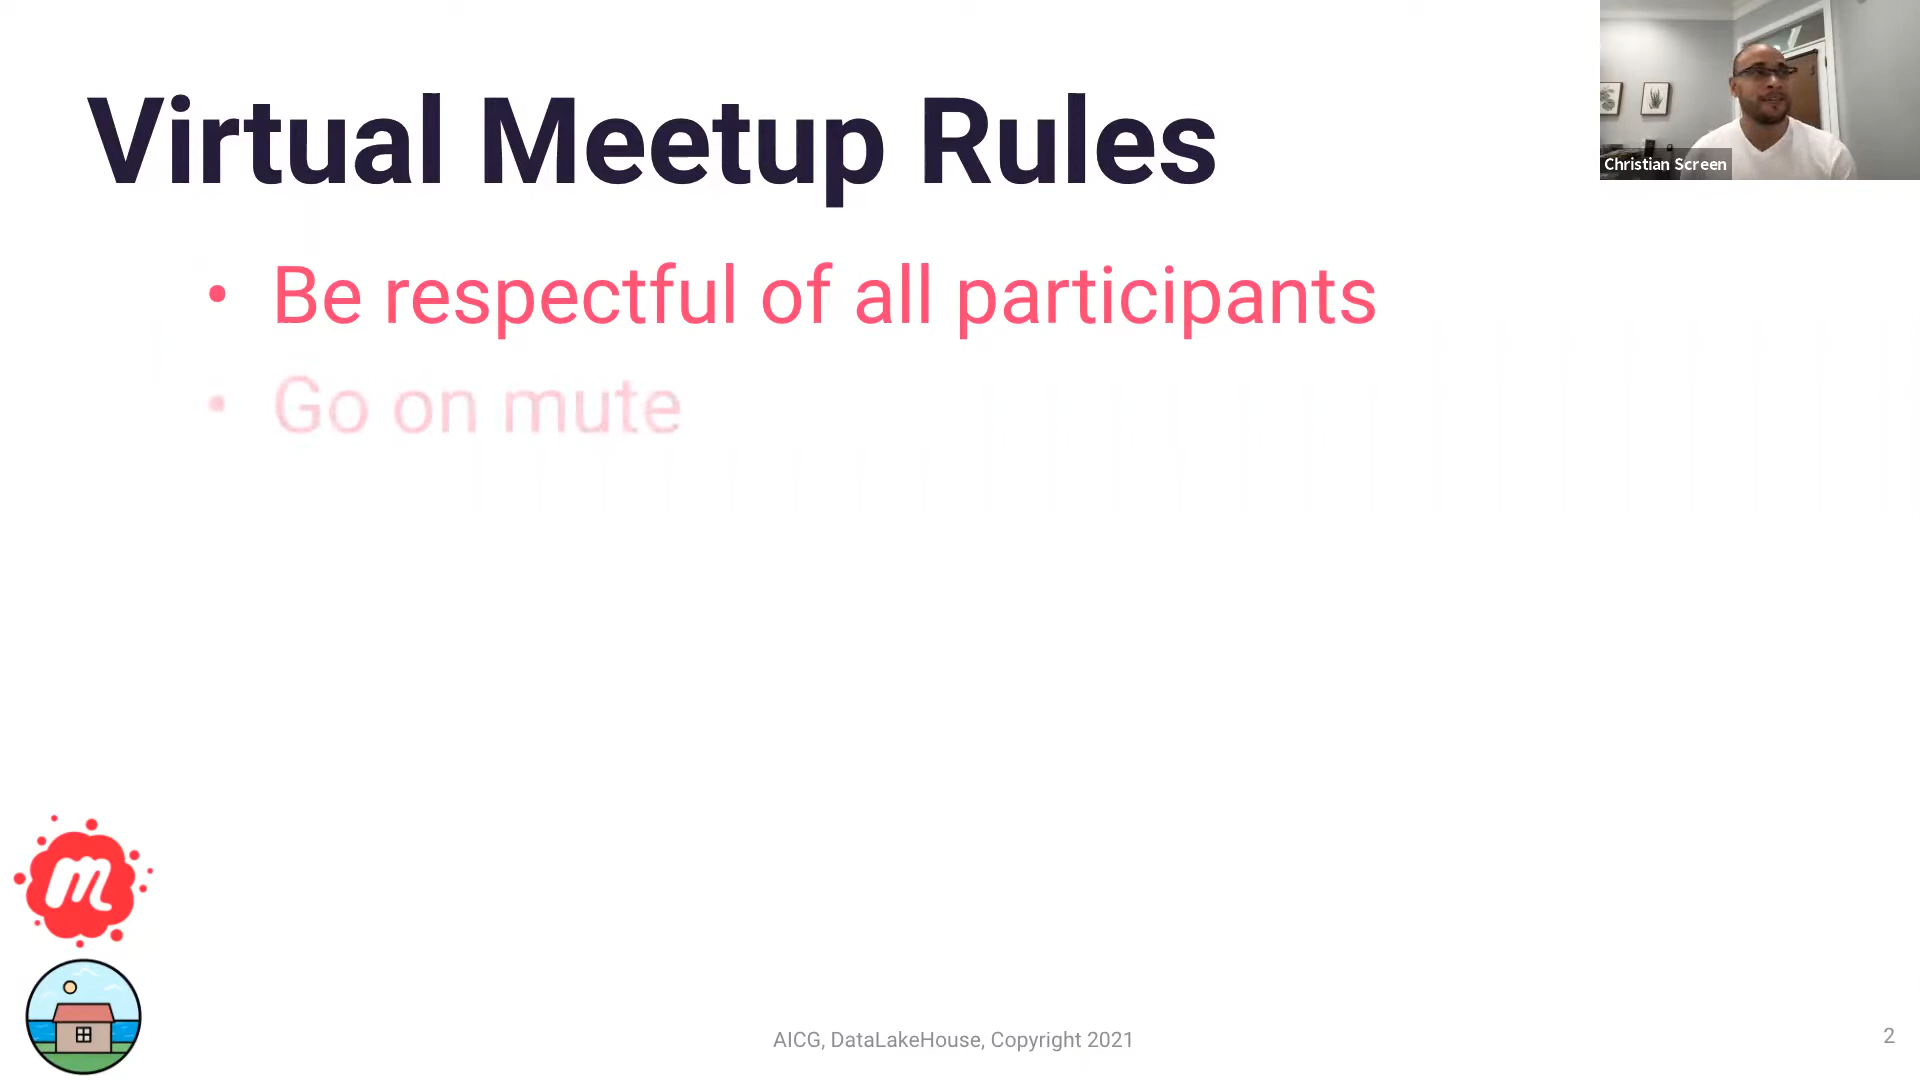 Virtual Meetup Rules
• Be respectful of all participants
• Go on mute
Christian Screen
m
AICG, DataLakeHouse, Copyright 2021
2